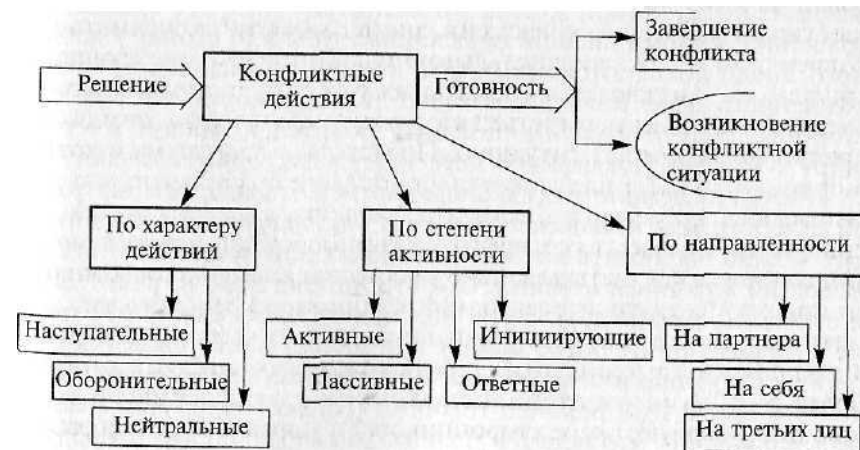 Решение
Конфликтные
действия
Готовность
Завершение
конфликта
Возникновение
конфликтной
ситуации
По характеру
действий
По степени
активности
По направленности
Наступательные
Оборонительные
Нейтральные
Активные
Пассивные
Инициирующие
Ответные
На партнера
На себя
На третьих лиц